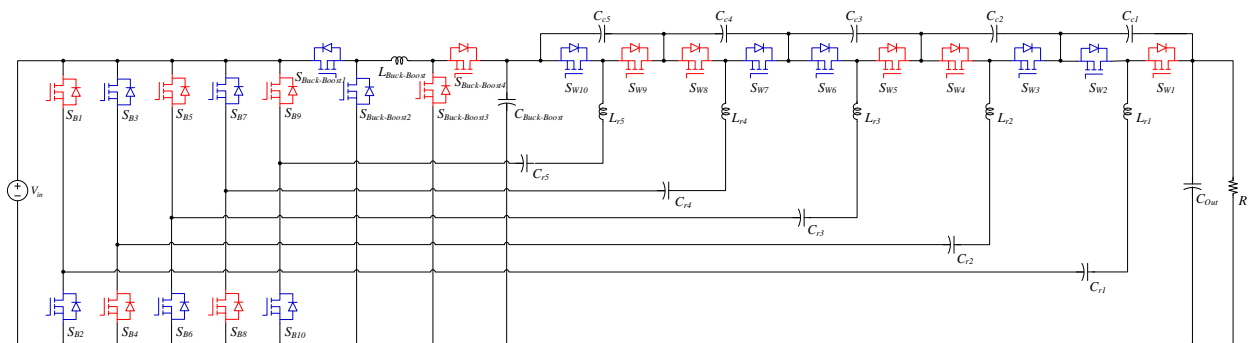 C_c5 C_c4 C_c3 C_c2 C_c1
S_Buck-Boost1 L_Buck-Boost S_Buck-Boost4
S_W10 S_W9 S_W8 S_W7 S_W6 S_W5 S_W4 S_W3 S_W2 S_W1
S_B1 S_B3 S_B5 S_B7 S_B9 S_Buck-Boost2 S_Buck-Boost3 C_Buck-Boost
L_r5 L_r4 L_r3 L_r2 L_r1
C_r5
V_in
C_r4
C_Out
R
C_r3
C_r2
C_r1
S_B2 S_B4 S_B6 S_B8 S_B10